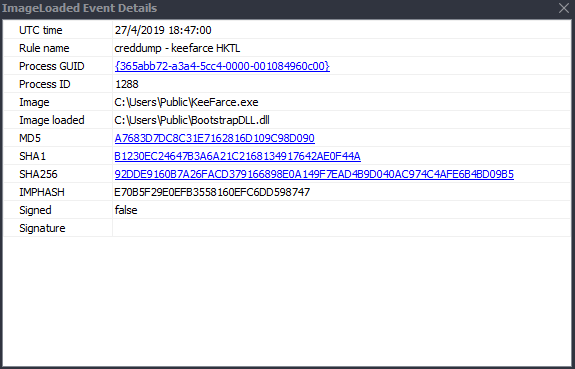 ImageLoaded Event Details
UTC time 27/4/2019 18:47:00
Rule name creddump - keefarce HKTL
Process GUID {365abb72-a3a4-5cc4-0000-001084960c00}
Process ID 1288
Image C:\Users\Public\KeeFarce.exe
Image loaded C:\Users\Public\BootstrapDLL.dll
MD5 A7683D7DC8C31E7162816D109C98D090
SHA1 B1230EC24647B3A6A21C2168134917642AE0F44A
SHA256 92DDE9160B7A26FACD379166898E0A149F7EAD4B9D040AC974C4AFE6B4BD09B5
IMPHASH E70B5F29E0EFB3558160EFC6DD598747
Signed false
Signature